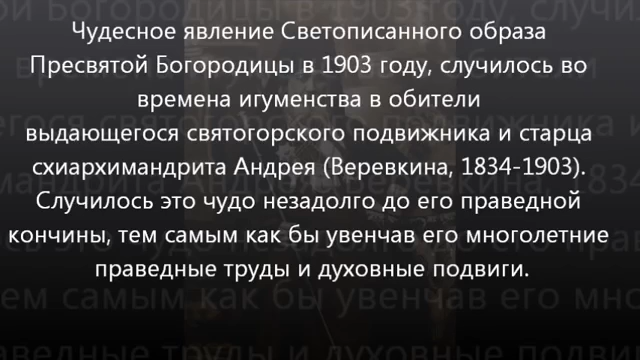 Чудесное явление Светописанного образа
Пресвятой Богородицы в 1903 году, случилось во
времена игуменства в обители
выдающегося святогорского подвижника и старца
схиархимандрита Андрея (Веревкина, 1834-1903).
Случилось это чудо незадолго до его праведной
кончины, тем самым как бы увенчав его многолетние
праведные труды и духовные подвиги.